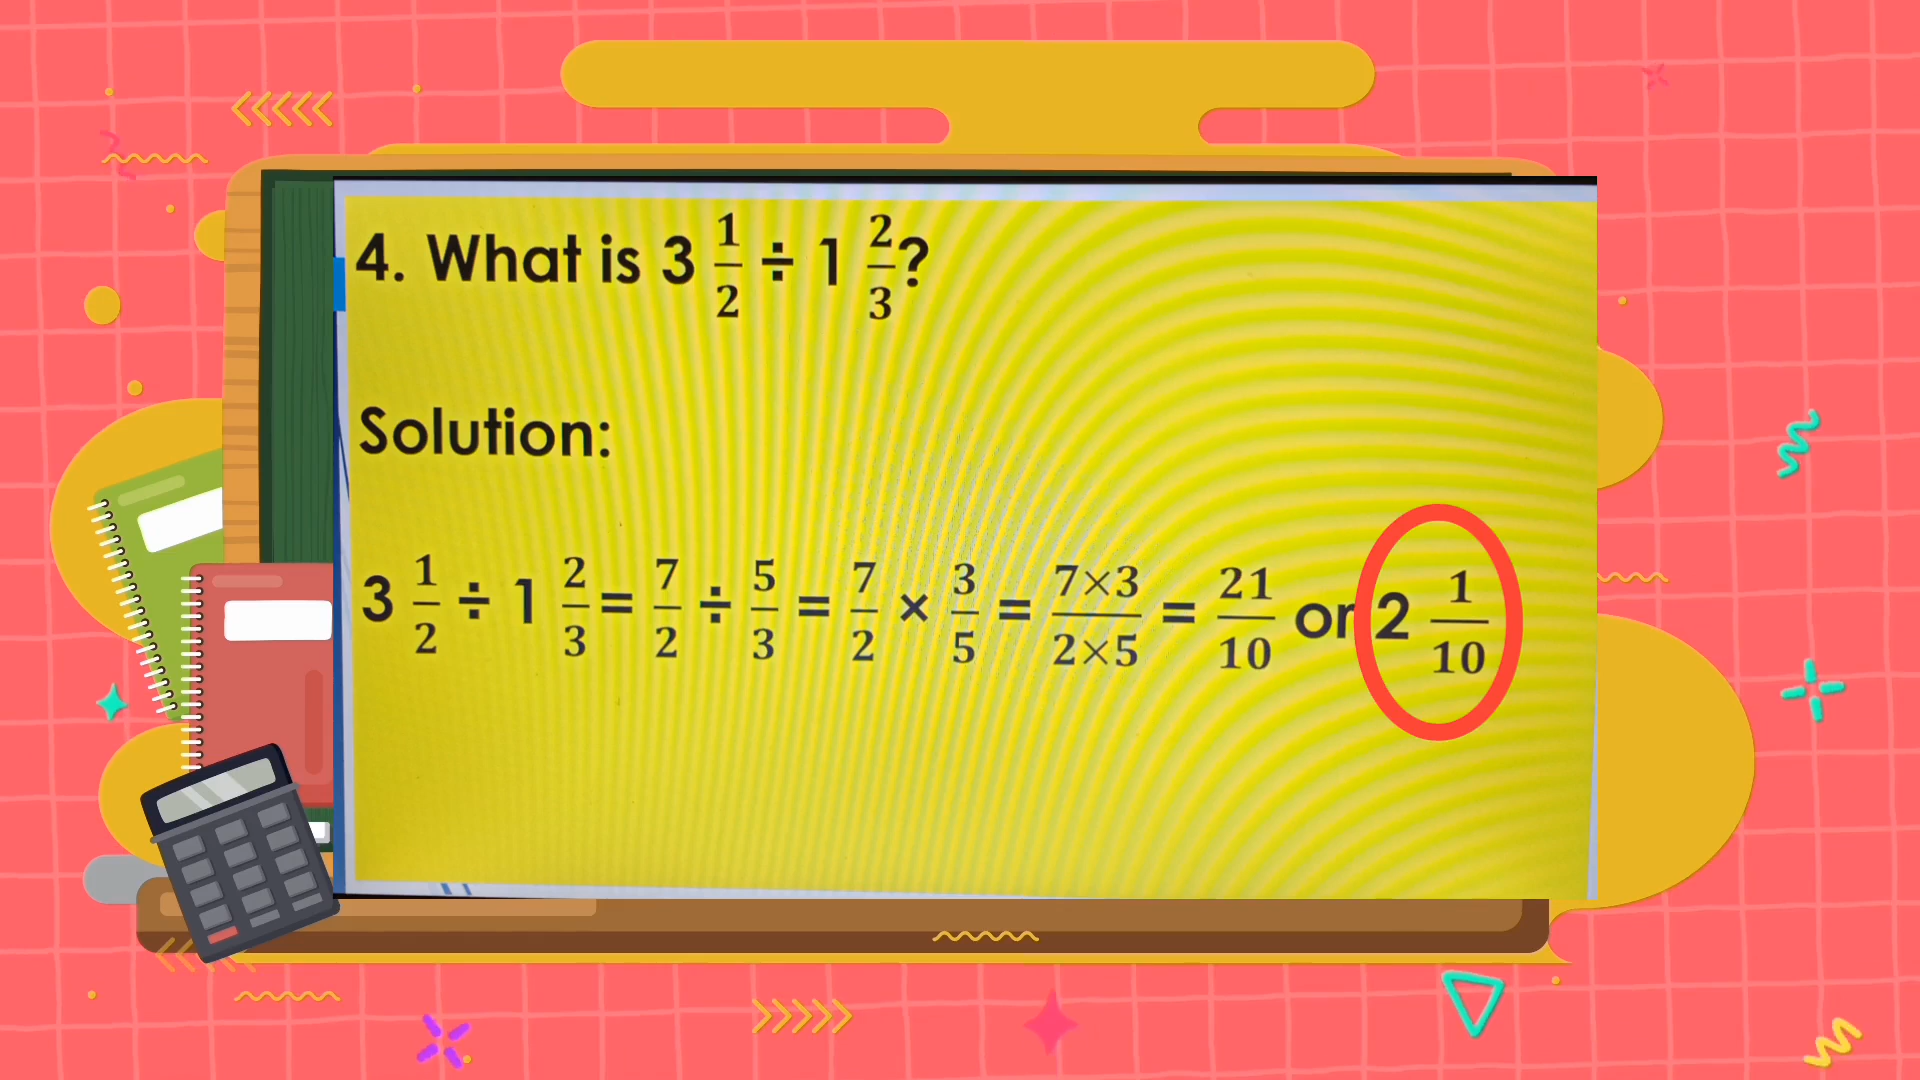 4. What is 3 1/2 ÷ 1 2/3?
Solution:
3 1/2 ÷ 1 2/3 = 7/2 ÷ 5/3 = 7/2 × 3/5 = 7×3/2×5 = 21/10 or 2 1/10